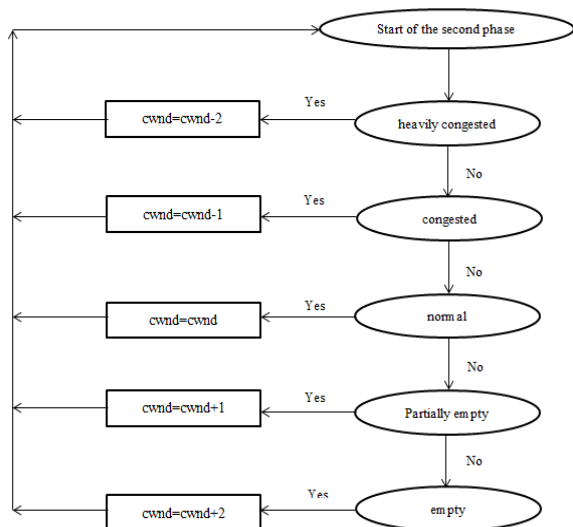 Start of the second phase
Yes
cwnd=cwnd-2
heavily congested
No
Yes
cwnd=cwnd-1
congested
No
Yes
cwnd=cwnd
normal
No
Yes
cwnd=cwnd+1
Partially empty
No
Yes
cwnd=cwnd+2
empty